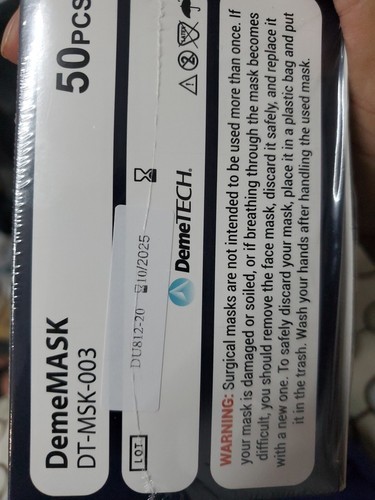 DemeMASK
50PCS
DT-MSK-003
LOT
DU812-20
10/2025
DemeTECH.
WARNING: Surgical masks are not intended to be used more than once. If
your mask is damaged or soiled, or if breathing through the mask becomes
difficult, you should remove the face mask, discard it safely, and replace it
with a new one. To safely discard your mask, place it in a plastic bag and put
it in the trash. Wash your hands after handling the used mask.